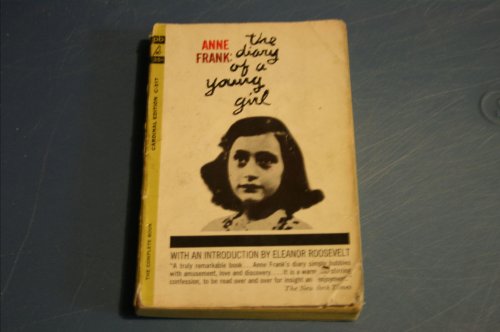 ANNE
FRANK:
the
diary
of a
young
girl
WITH AN INTRODUCTION BY ELEANOR ROOSEVELT
"A truly remarkable book... Anne Frank's diary simply bubbles
with amusement, love and discovery.... It is a warm stirring
confession, to be read over and over for insight an enjoyment."
The New York Times
CARDINAL EDITION C-317
THE COMPLETE BOOK